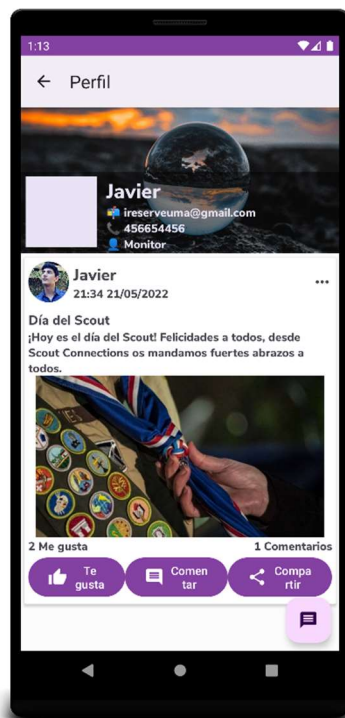 1:13
Perfil
Javier
ireserveuma@gmail.com
456654456
Monitor
Javier
21:34 21/05/2022
Día del Scout
¡Hoy es el día del Scout! Felicidades a todos, desde
Scout Connections os mandamos fuertes abrazos a
todos.
2 Me gusta
1 Comentarios
Te
gusta
Comen
tar
Compa
rtir